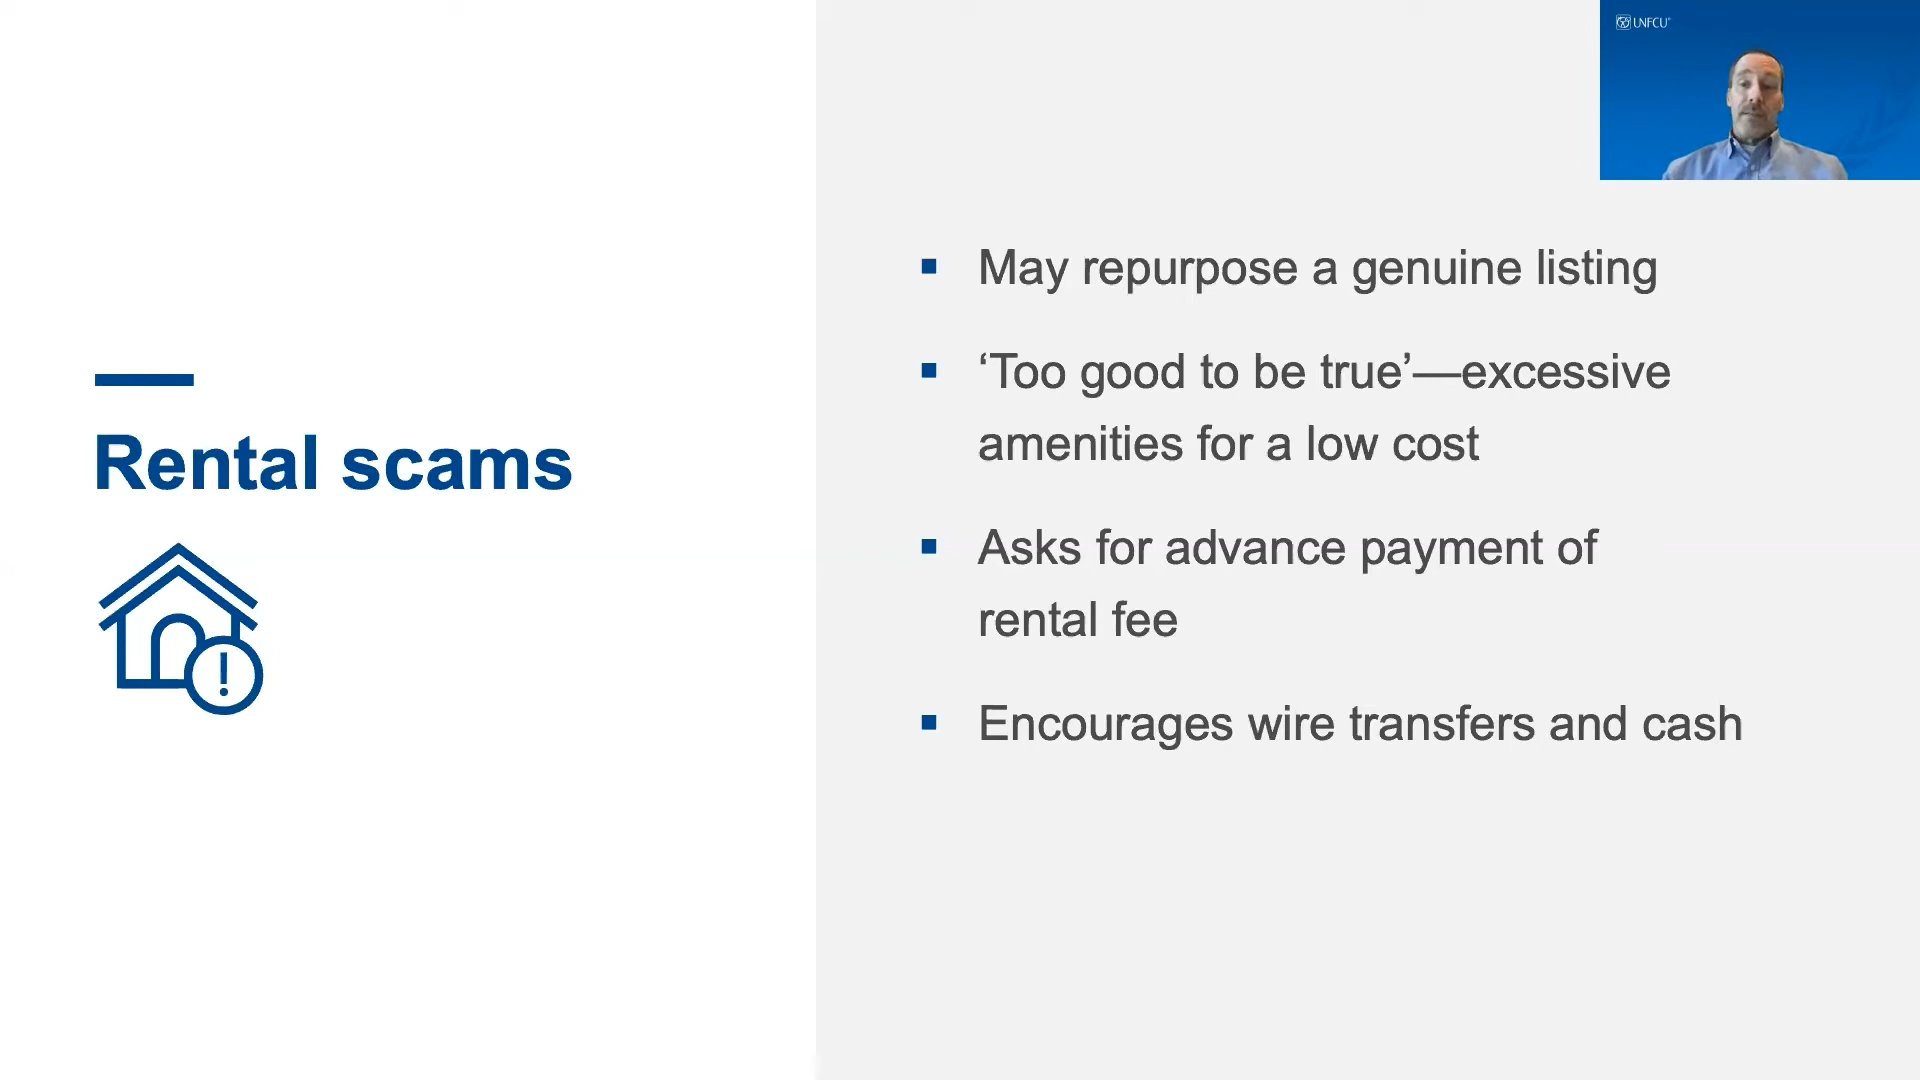 UNFCU
May repurpose a genuine listing
‘Too good to be true’—excessive
amenities for a low cost
Rental scams
Asks for advance payment of
rental fee
!
Encourages wire transfers and cash